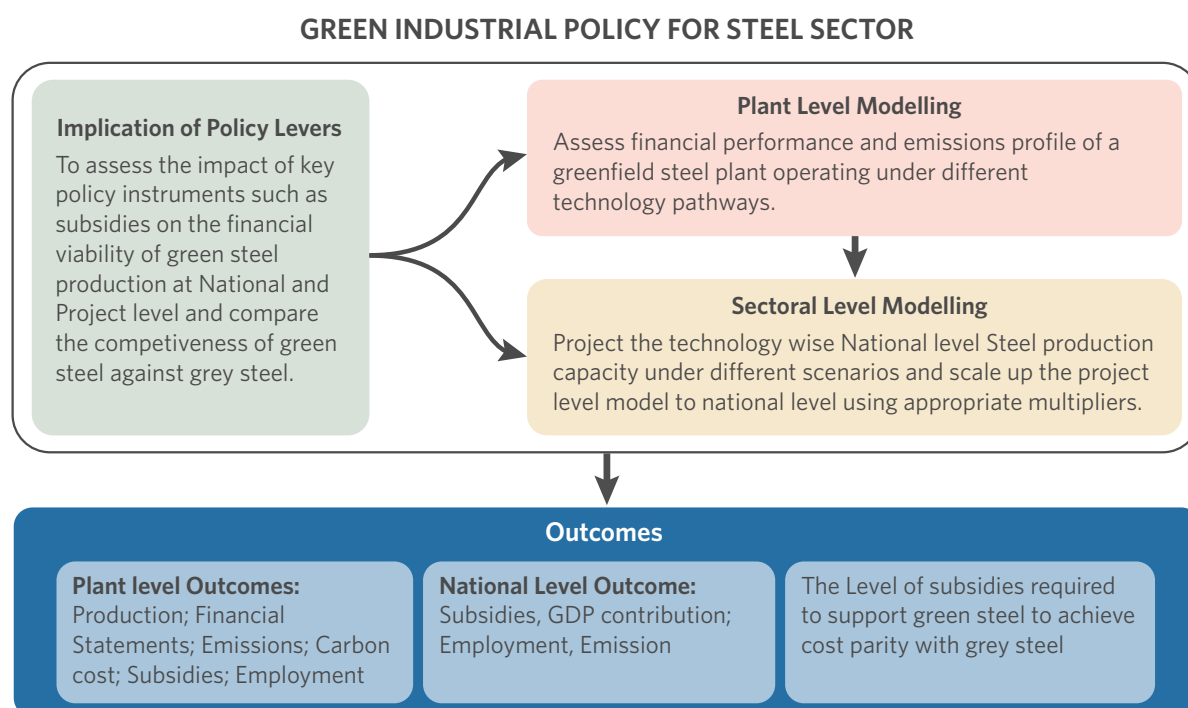 GREEN INDUSTRIAL POLICY FOR STEEL SECTOR
Implication of Policy Levers
To assess the impact of key
policy instruments such as
subsidies on the financial
viability of green steel
production at National and
Project level and compare
the competiveness of green
steel against grey steel.
Plant Level Modelling
Assess financial performance and emissions profile of a
greenfield steel plant operating under different
technology pathways.
Sectoral Level Modelling
Project the technology wise National level Steel production
capacity under different scenarios and scale up the project
level model to national level using appropriate multipliers.
Outcomes
Plant level Outcomes:
Production; Financial
Statements; Emissions; Carbon
cost; Subsidies; Employment
National Level Outcome:
Subsidies, GDP contribution;
Employment, Emission
The Level of subsidies required
to support green steel to achieve
cost parity with grey steel